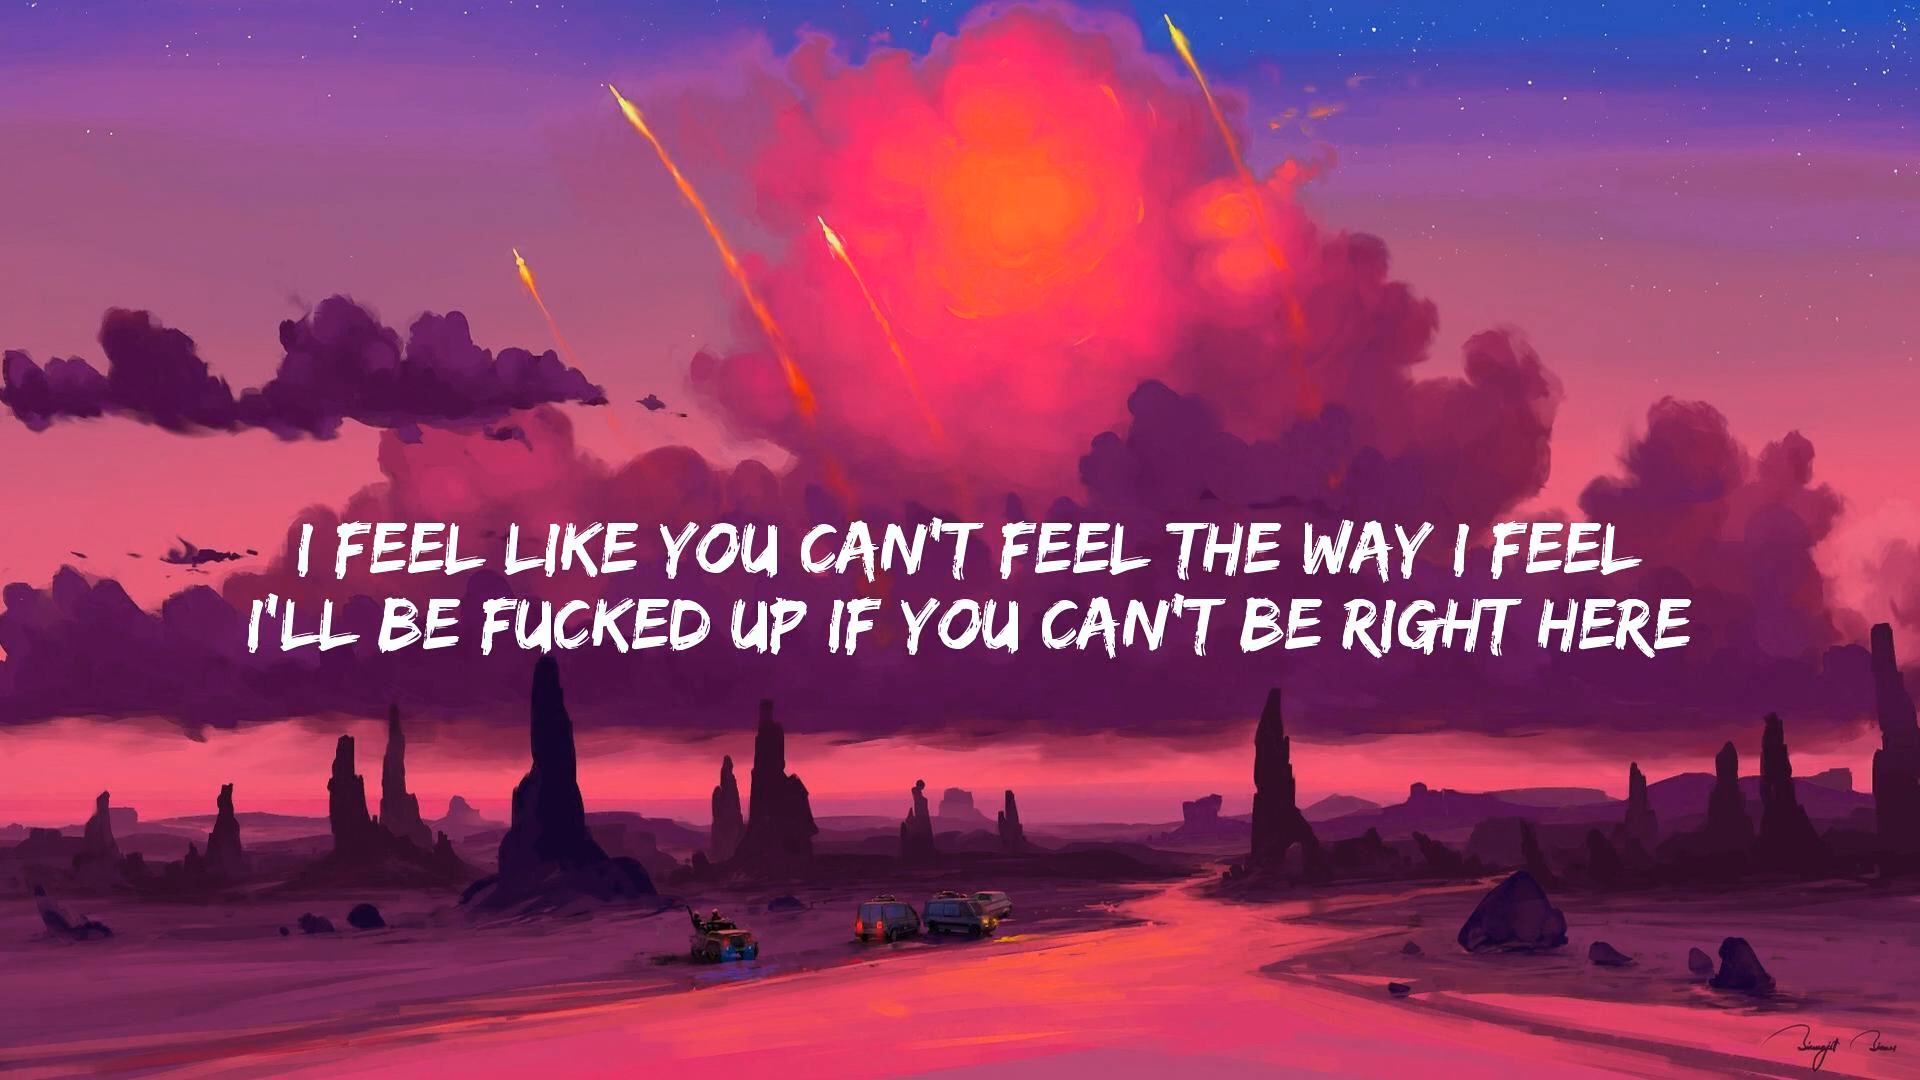 I FEEL LIKE YOU CAN'T FEEL THE WAY I FEEL
I'LL BE FUCKED UP IF YOU CAN'T BE RIGHT HERE